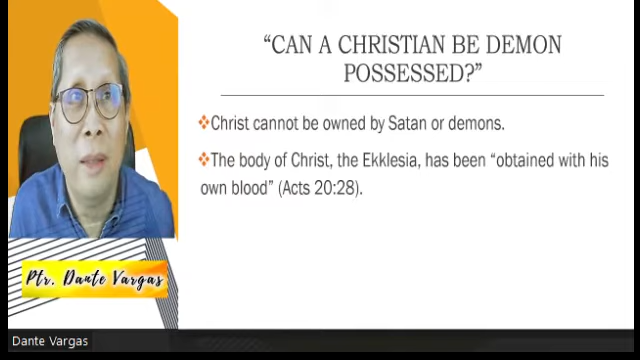 “CAN A CHRISTIAN BE DEMON
POSSESSED?”
❖Christ cannot be owned by Satan or demons.
❖The body of Christ, the Ekklesia, has been “obtained with his
own blood” (Acts 20:28).
Ptr. Dante Vargas
Dante Vargas